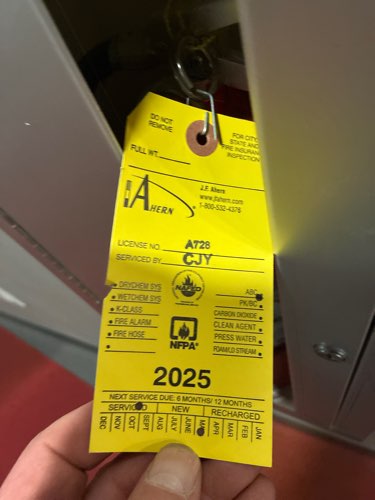 DO NOT
REMOVE
FOR CITY,
STATE AND
FIRE INSURAN
INSPECTION
FULL WT.
AHERN
J.F. Ahern
www.jfahern.com
1-800-532-4376
LICENSE NO. A728
SERVICED BY CJY
DRYCHEM SYS
WETCHEM SYS
K-CLASS
FIRE ALARM
FIRE HOSE
NAFED
NFPA
ABC
PK/BC
CARBON DIOXIDE
CLEAN AGENT
PRESS WATER
FOAM/CD STREAM
2025
NEXT SERVICE DUE: 6 MONTHS/ 12 MONTHS
SERVICED NEW RECHARGED
DEC
NOV
OCT
SEPT
AUG
JULY
JUNE
APR
MAR
FEB
JAN